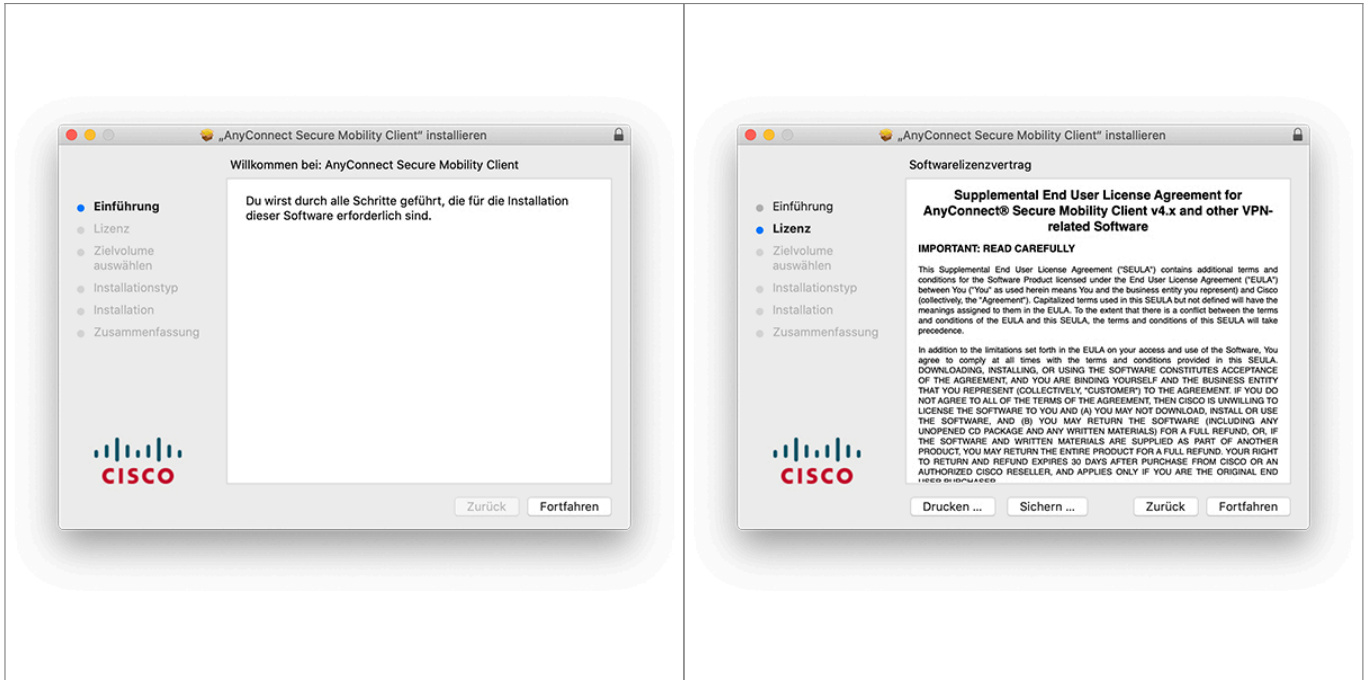 „AnyConnect Secure Mobility Client“ installieren
Willkommen bei: AnyConnect Secure Mobility Client
Einführung
Lizenz
Zielvolume
auswählen
Installationstyp
Installation
Zusammenfassung
Du wirst durch alle Schritte geführt, die für die Installation
dieser Software erforderlich sind.
CISCO
Zurück
Fortfahren
„AnyConnect Secure Mobility Client“ installieren
Softwarelizenzvertrag
Einführung
Lizenz
Zielvolume
auswählen
Installationstyp
Installation
Zusammenfassung
Supplemental End User License Agreement for
AnyConnect® Secure Mobility Client v4.x and other VPN-
related Software
IMPORTANT: READ CAREFULLY
This Supplemental End User License Agreement ("SEULA") contains additional terms and
conditions for the Software Product licensed under the End User License Agreement ("EULA")
between You ("You" as used herein means You and the business entity you represent) and Cisco
(collectively, the "Agreement"). Capitalized terms used in this SEULA but not defined will have the
meanings assigned to them in the EULA. To the extent that there is a conflict between the terms
and conditions of the EULA and this SEULA, the terms and conditions of this SEULA will take
precedence.
In addition to the limitations set forth in the EULA on your access and use of the Software, You
agree to comply at all times with the terms and conditions provided in this SEULA.
DOWNLOADING, INSTALLING, OR USING THE SOFTWARE CONSTITUTES ACCEPTANCE
OF THE AGREEMENT, AND YOU ARE BINDING YOURSELF AND THE BUSINESS ENTITY
THAT YOU REPRESENT (COLLECTIVELY, "CUSTOMER") TO THE AGREEMENT. IF YOU DO
NOT AGREE TO ALL OF THE TERMS OF THE AGREEMENT, THEN CISCO IS UNWILLING TO
LICENSE THE SOFTWARE TO YOU AND (A) YOU MAY NOT DOWNLOAD, INSTALL OR USE
THE SOFTWARE, AND (B) YOU MAY RETURN THE SOFTWARE (INCLUDING ANY
UNOPENED CD PACKAGE AND ANY WRITTEN MATERIALS) FOR A FULL REFUND, OR, IF
THE SOFTWARE AND WRITTEN MATERIALS ARE SUPPLIED AS PART OF ANOTHER
PRODUCT, YOU MAY RETURN THE ENTIRE PRODUCT FOR A FULL REFUND. YOUR RIGHT
TO RETURN AND REFUND EXPIRES 30 DAYS AFTER PURCHASE FROM CISCO OR AN
AUTHORIZED CISCO RESELLER, AND APPLIES ONLY IF YOU ARE THE ORIGINAL END
USER PURCHASER
CISCO
Drucken ...
Sichern ...
Zurück
Fortfahren